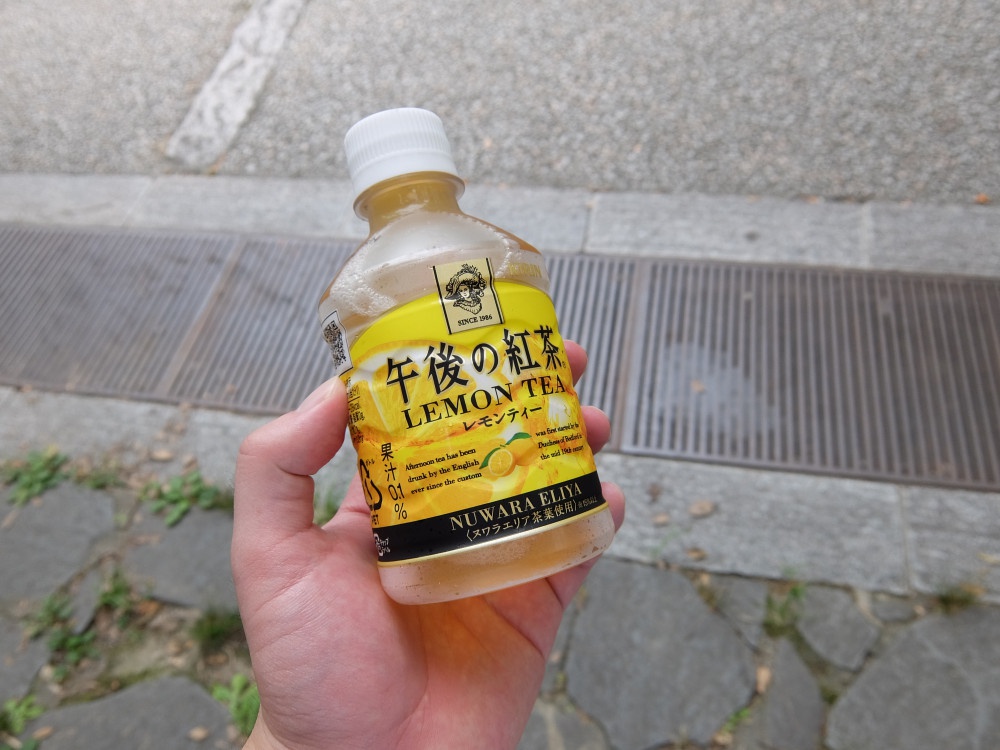 SINCE 1986
午後の紅茶
LEMON TEA
レモンティー
果汁0.1%
Afternoon tea has been
drunk by the English
ever since the custom
was first started by the
Duchess of Bedford in
the mid 19th century
NUWARA ELIYA
〈ヌワラエリア茶葉使用〉